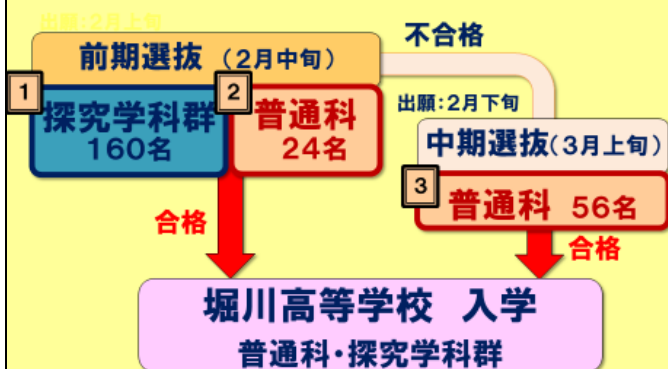 出願:2月上旬
前期選抜 (2月中旬)
不合格
1
探究学科群
160名
2
普通科
24名
出願:2月下旬
中期選抜(3月上旬)
3
普通科 56名
合格
合格
堀川高等学校 入学
普通科・探究学科群